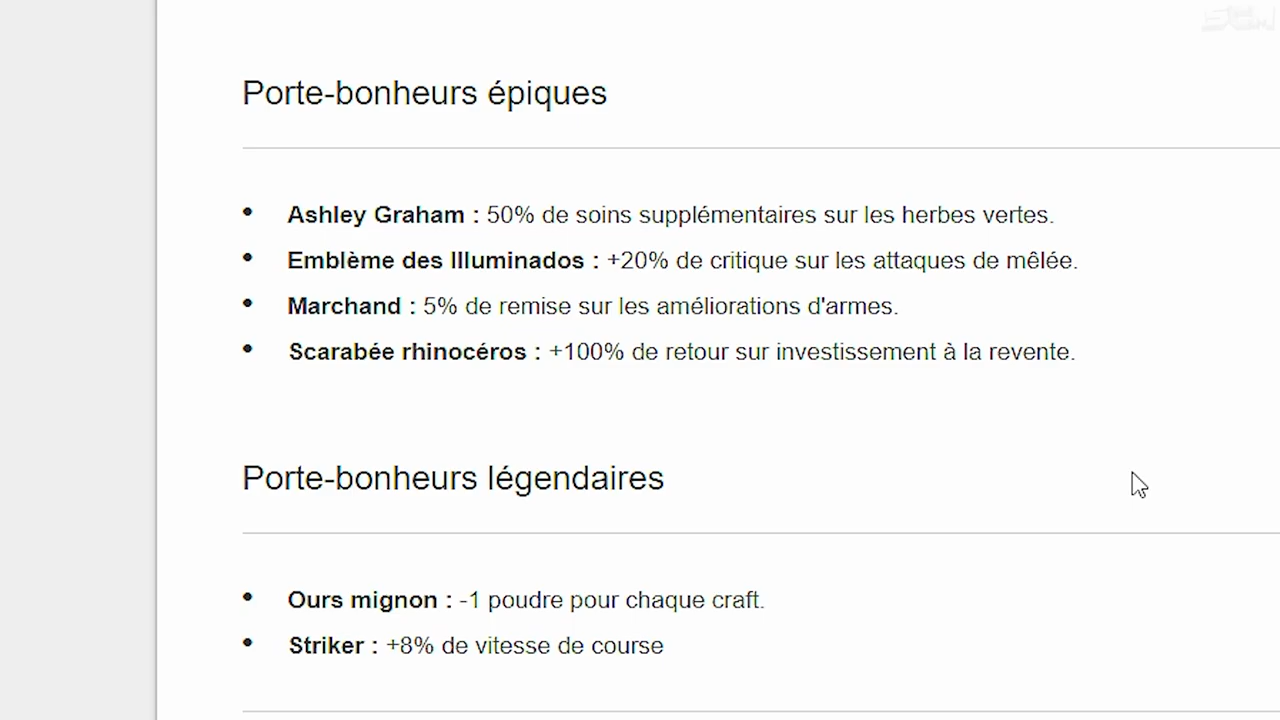 Porte-bonheurs épiques
• Ashley Graham : 50% de soins supplémentaires sur les herbes vertes.
• Emblème des Illuminados : +20% de critique sur les attaques de mêlée.
• Marchand : 5% de remise sur les améliorations d'armes.
• Scarabée rhinocéros : +100% de retour sur investissement à la revente.
Porte-bonheurs légendaires
• Ours mignon : -1 poudre pour chaque craft.
• Striker : +8% de vitesse de course